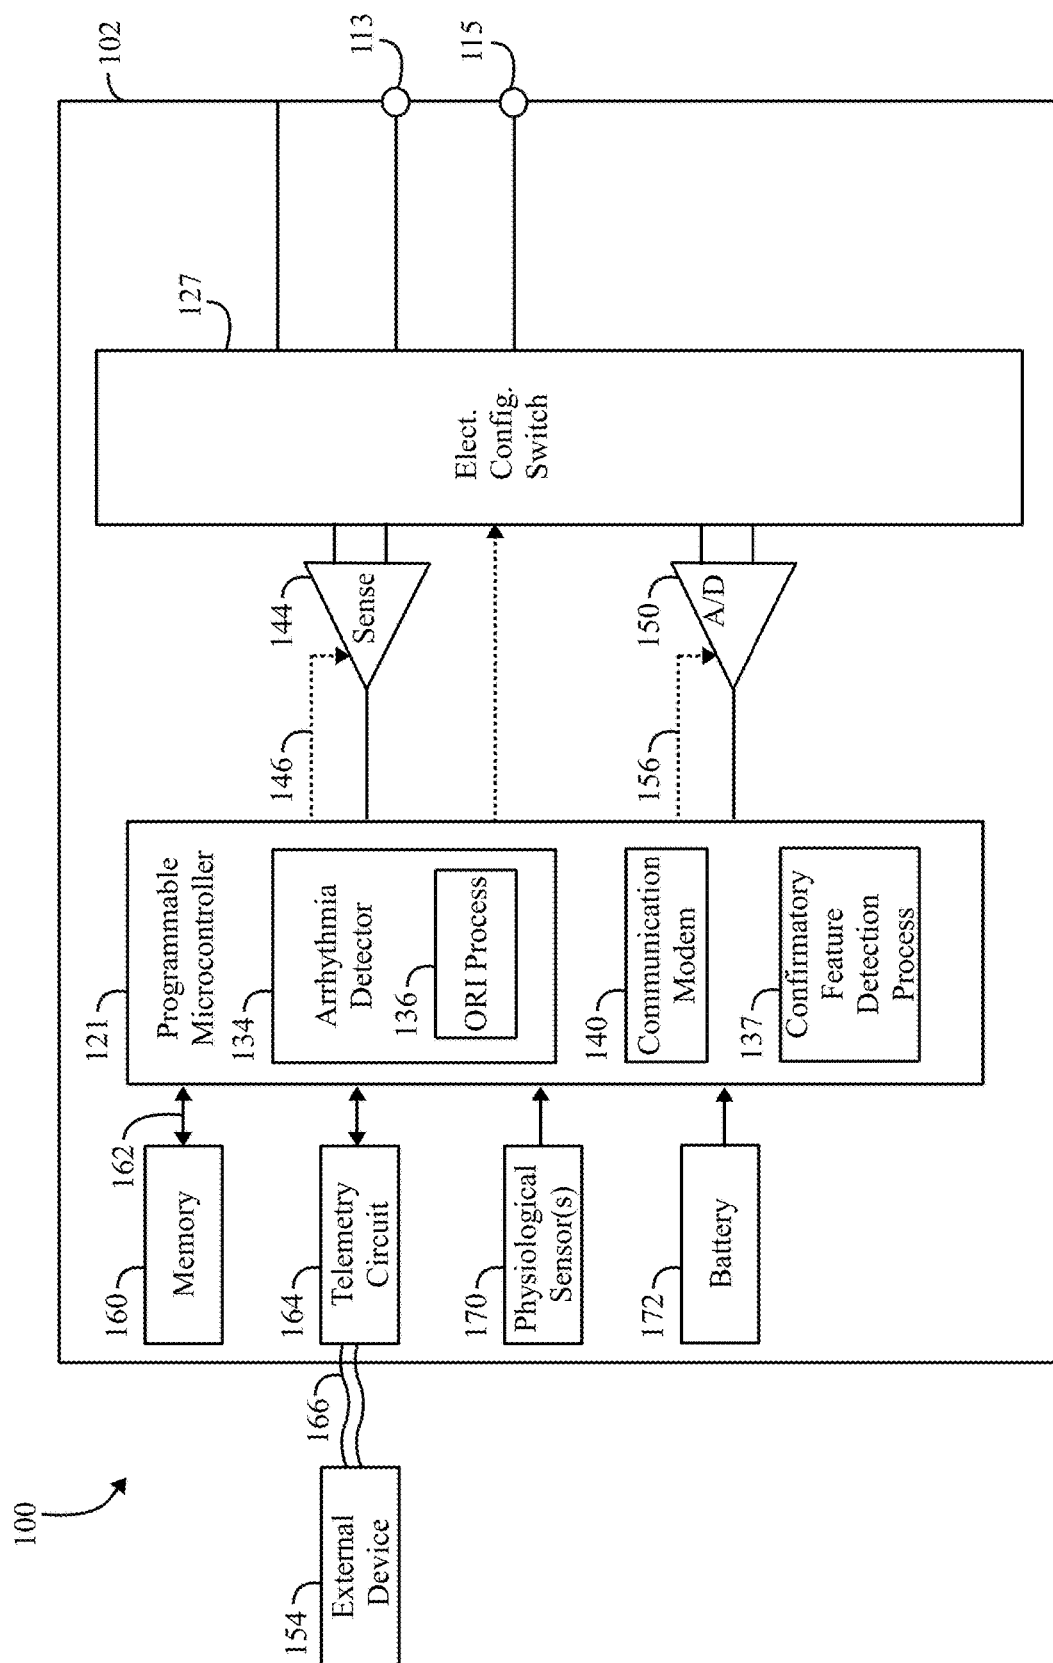 100
102
113
115
127
Elect.
Config.
Switch
144
Sense
146
150
A/D
156
121
Programmable
Microcontroller
134
Arrhythmia
Detector
136
ORI Process
140
Communication
Modem
137
Confirmatory
Feature
Detection
Process
162
160
Memory
164
Telemetry
Circuit
166
170
Physiological
Sensor(s)
172
Battery
154
External
Device